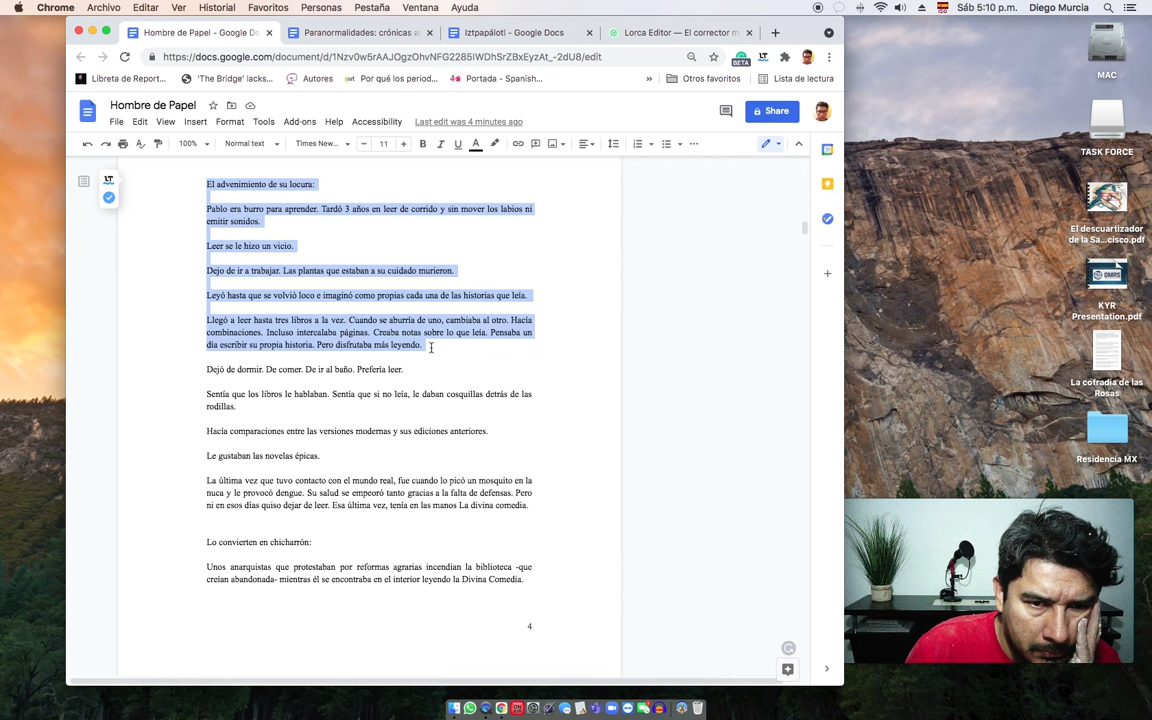 Chrome Archivo Editar Ver Historial Favoritos Personas Pestaña Ventana Ayuda Sáb 5:10 p. m. Diego Murcia
Hombre de Papel - Google Do Paranormalidades: crónicas a Iztpapálot! - Google Docs Lorca Editor — El corrector m
https://docs.google.com/document/d/1Nzv0w5rAAJOgzOhvNFG2285IWDhSrZBxEyzAt_-2dU8/edit
Libreta de Report... 'The Bridge' lacks... Autores Por qué los period... Portada - Spanish... » Otros favoritos Lista de lectura
BETA
Hombre de Papel
Share
File Edit View Insert Format Tools Add-ons Help Accessibility Last edit was 4 minutes ago
100% Normal text Times New... 11 B I U A
El advenimiento de su locura:
Pablo era burro para aprender. Tardó 3 años en leer de corrido y sin mover los labios ni
emitir sonidos.
Leer se le hizo un vicio.
Dejo de ir a trabajar. Las plantas que estaban a su cuidado murieron.
Leyó hasta que se volvió loco e imaginó como propias cada una de las historias que leía.
Llegó a leer hasta tres libros a la vez. Cuando se aburría de uno, cambiaba al otro. Hacía
combinaciones. Incluso intercalaba páginas. Creaba notas sobre lo que leía. Pensaba un
día escribir su propia historia. Pero disfrutaba más leyendo.
Dejó de dormir. De comer. De ir al baño. Prefería leer.
Sentía que los libros le hablaban. Sentía que si no leía, le daban cosquillas detrás de las
rodillas.
Hacía comparaciones entre las versiones modernas y sus ediciones anteriores.
Le gustaban las novelas épicas.
La última vez que tuvo contacto con el mundo real, fue cuando lo picó un mosquito en la
nuca y le provocó dengue. Su salud se empeoró tanto gracias a la falta de defensas. Pero
ni en esos días quiso dejar de leer. Esa última vez, tenía en las manos La divina comedia.
Lo convierten en chicharrón:
Unos anarquistas que protestaban por reformas agrarias incendian la biblioteca -que
creían abandonada- mientras él se encontraba en el interior leyendo la Divina Comedia.
4
MAC
TASK FORCE
El descuartizador
de la Sa...cisco.pdf
KYR
Presentation.pdf
La cofradia de las
Rosas
Residencia MX